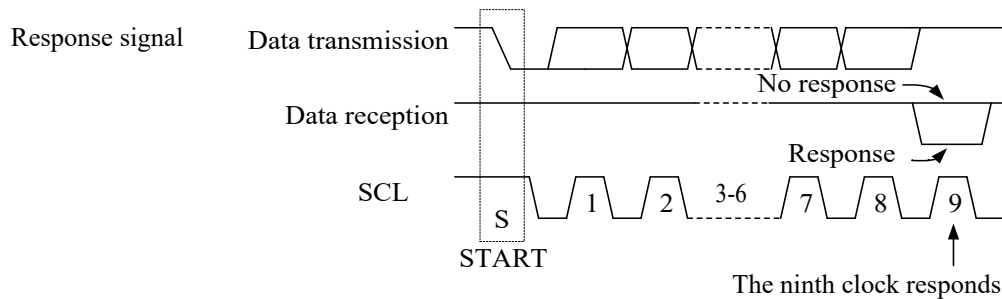 Response signal
Data transmission
No response
Data reception
Response
SCL
S
1
2
3-6
7
8
9
START
The ninth clock responds